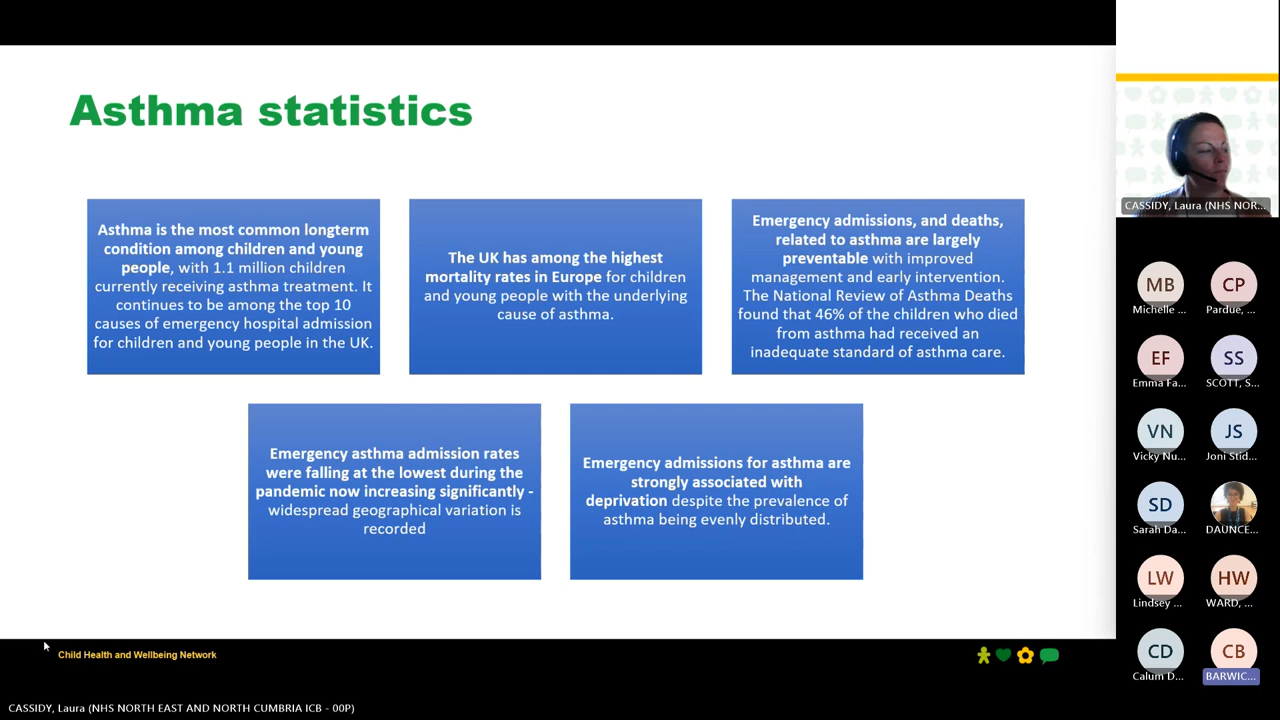 Asthma statistics
Asthma is the most common longterm
condition among children and young
people, with 1.1 million children
currently receiving asthma treatment. It
continues to be among the top 10
causes of emergency hospital admission
for children and young people in the UK.
The UK has among the highest
mortality rates in Europe for children
and young people with the underlying
cause of asthma.
Emergency admissions, and deaths,
related to asthma are largely
preventable with improved
management and early intervention.
The National Review of Asthma Deaths
found that 46% of the children who died
from asthma had received an
inadequate standard of asthma care.
Emergency asthma admission rates
were falling at the lowest during the
pandemic now increasing significantly -
widespread geographical variation is
recorded
Emergency admissions for asthma are
strongly associated with
deprivation despite the prevalence of
asthma being evenly distributed.
Child Health and Wellbeing Network
CASSIDY, Laura (NHS NORTH EAST AND NORTH CUMBRIA ICB - 00P)
CASSIDY, Laura (NHS NOR...
MB
CP
Michelle ...
Pardue, ...
EF
SS
Emma Fa...
SCOTT, S...
VN
JS
Vicky Nu...
Joni Stid...
SD
Sarah Da...
DAUNCE...
LW
HW
Lindsey ...
WARD, ...
CD
CB
Calum D...
BARWIC...